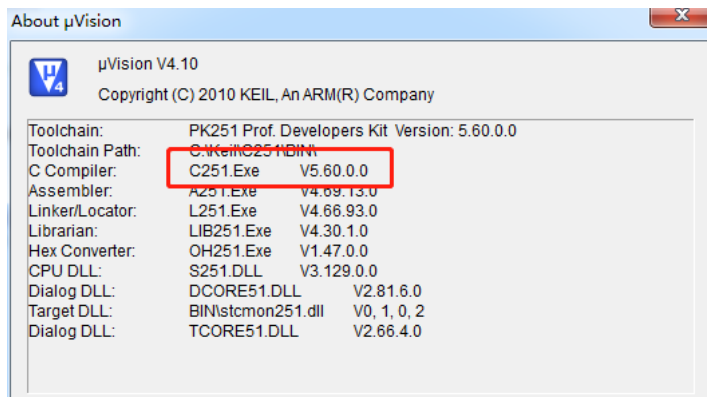 About µVision
x
µVision V4.10
Copyright (C) 2010 KEIL, An ARM(R) Company
Toolchain: PK251 Prof. Developers Kit Version: 5.60.0.0
Toolchain Path: C:\Keil\C251\BIN\
C Compiler: C251.Exe V5.60.0.0
Assembler: A251.Exe V4.69.13.0
Linker/Locator: L251.Exe V4.66.93.0
Librarian: LIB251.Exe V4.30.1.0
Hex Converter: OH251.Exe V1.47.0.0
CPU DLL: S251.DLL V3.129.0.0
Dialog DLL: DCORE51.DLL V2.81.6.0
Target DLL: BIN\stcmon251.dll V0, 1, 0, 2
Dialog DLL: TCORE51.DLL V2.66.4.0